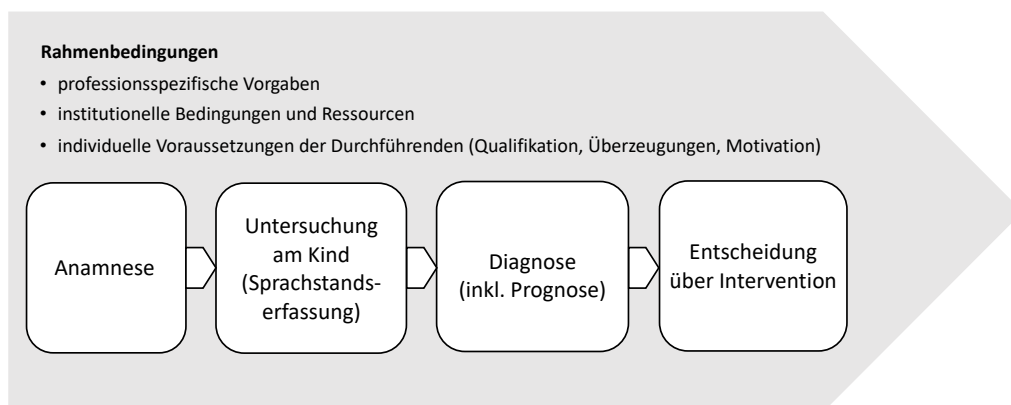 Rahmenbedingungen
• professionsspezifische Vorgaben
• institutionelle Bedingungen und Ressourcen
• individuelle Voraussetzungen der Durchführenden (Qualifikation, Überzeugungen, Motivation)
Anamnese
Untersuchung
am Kind
(Sprachstands-
erfassung)
Diagnose
(inkl. Prognose)
Entscheidung
über Intervention